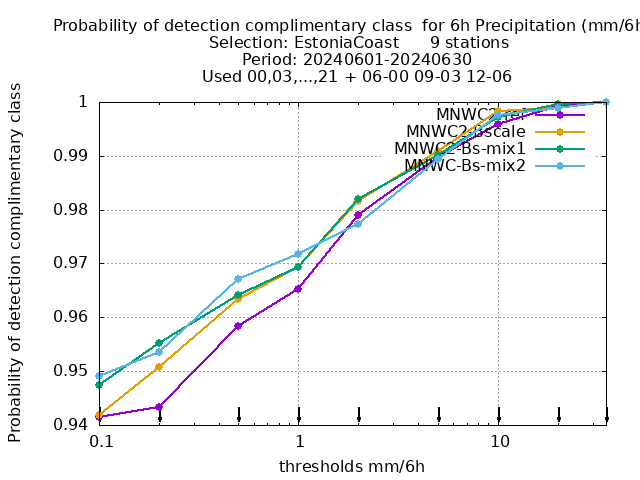 Probability of detection complimentary class  for 6h Precipitation (mm/6h
Selection: EstoniaCoast      9 stations
Period: 20240601-20240630
Used 00,03,...,21 + 06-00 09-03 12-06
Probability of detection complimentary class
1
0.99
0.98
0.97
0.96
0.95
0.94
MNWC2-Bs-mix1
MNWC-Bs-mix2
0.1
1
10
thresholds mm/6h